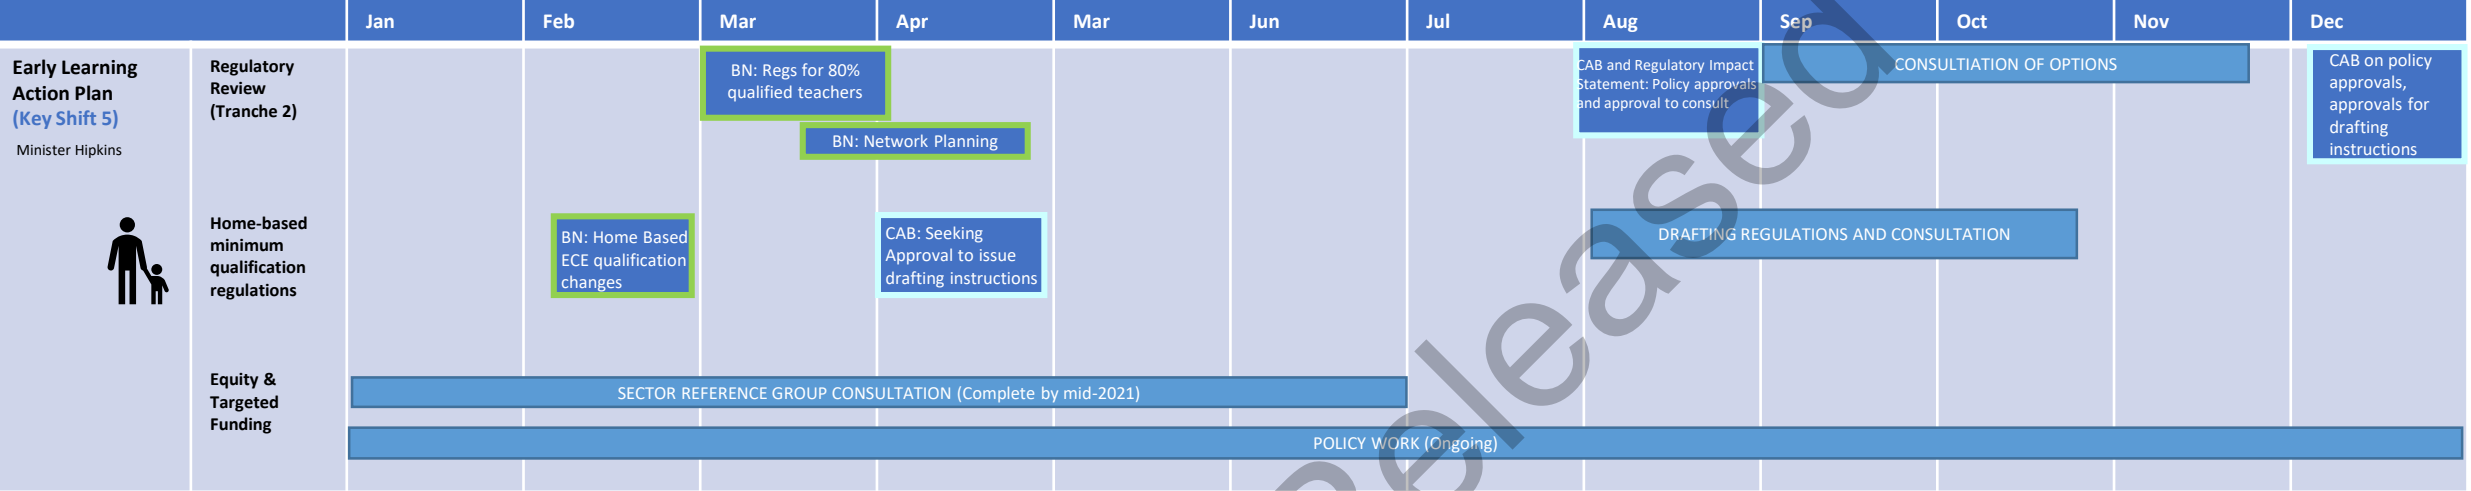 Jan Feb Mar Apr Mar Jun Jul Aug Sep Oct Nov Dec
Early Learning
Action Plan
(Key Shift 5)
Minister Hipkins
Regulatory
Review
(Tranche 2)
BN: Regs for 80%
qualified teachers
BN: Network Planning
CAB and Regulatory Impact
Statement: Policy approvals
and approval to consult
CONSULTIATION OF OPTIONS
CAB on policy
approvals,
approvals for
drafting
instructions
Home-based
minimum
qualification
regulations
BN: Home Based
ECE qualification
changes
CAB: Seeking
Approval to issue
drafting instructions
DRAFTING REGULATIONS AND CONSULTATION
Equity &
Targeted
Funding
SECTOR REFERENCE GROUP CONSULTATION (Complete by mid-2021)
POLICY WORK (Ongoing)
Released